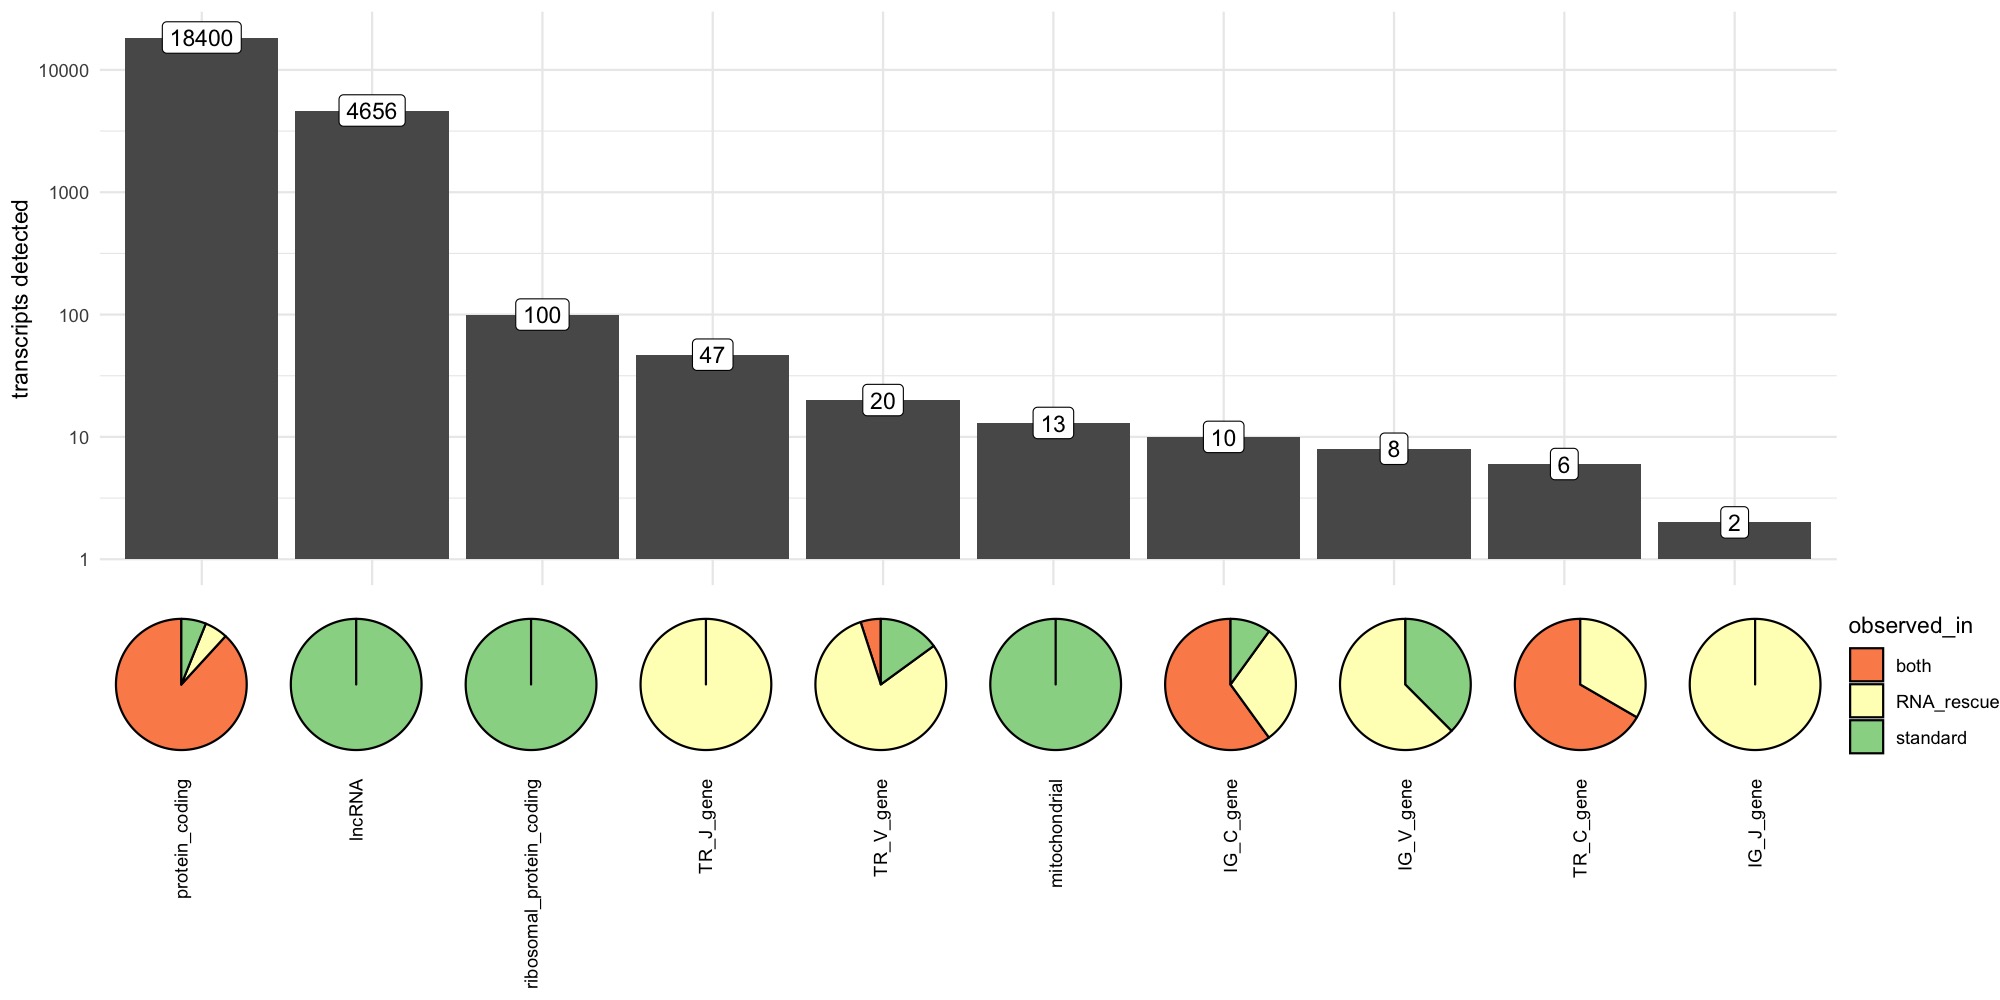 transcripts detected
10000
1000
100
10
1
18400
4656
100
47
20
13
10
8
6
2
observed_in
both
RNA_rescue
standard
protein_coding
lncRNA
ribosomal_protein_coding
TR_J_gene
TR_V_gene
mitochondrial
IG_C_gene
IG_V_gene
TR_C_gene
IG_J_gene